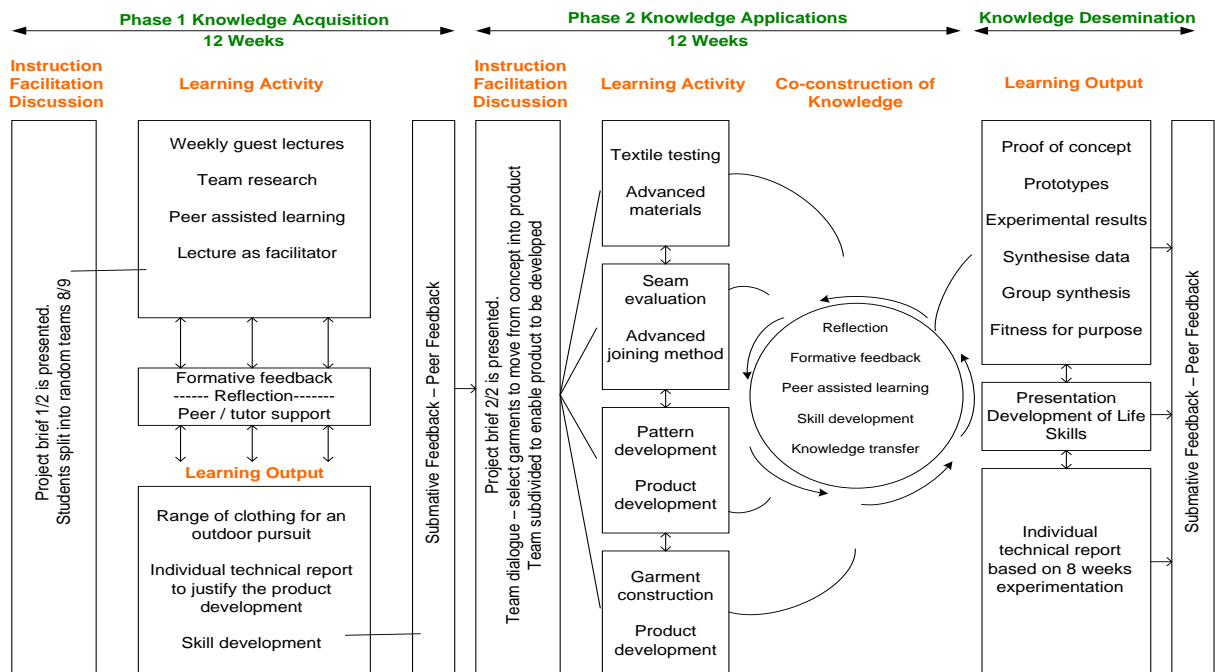 Phase 1 Knowledge Acquisition
12 Weeks
Phase 2 Knowledge Applications
12 Weeks
Knowledge Desemination
Instruction
Facilitation
Discussion
Learning Activity
Instruction
Facilitation
Discussion
Learning Activity
Co-construction of
Knowledge
Learning Output
Project brief 1/2 is presented.
Students split into random teams 8/9
Weekly guest lectures
Team research
Peer assisted learning
Lecture as facilitator
Formative feedback
------ Reflection-------
Peer / tutor support
Learning Output
Range of clothing for an
outdoor pursuit
Individual technical report
to justify the product
development
Skill development
Submative Feedback – Peer Feedback
Project brief 2/2 is presented.
Team dialogue – select garments to move from concept into product
Team subdivided to enable product to be developed
Textile testing
Advanced
materials
Seam
evaluation
Advanced
joining method
Pattern
development
Product
development
Garment
construction
Product
development
Reflection
Formative feedback
Peer assisted learning
Skill development
Knowledge transfer
Proof of concept
Prototypes
Experimental results
Synthesise data
Group synthesis
Fitness for purpose
Presentation
Development of Life
Skills
Individual
technical report
based on 8 weeks
experimentation
Submative Feedback – Peer Feedback